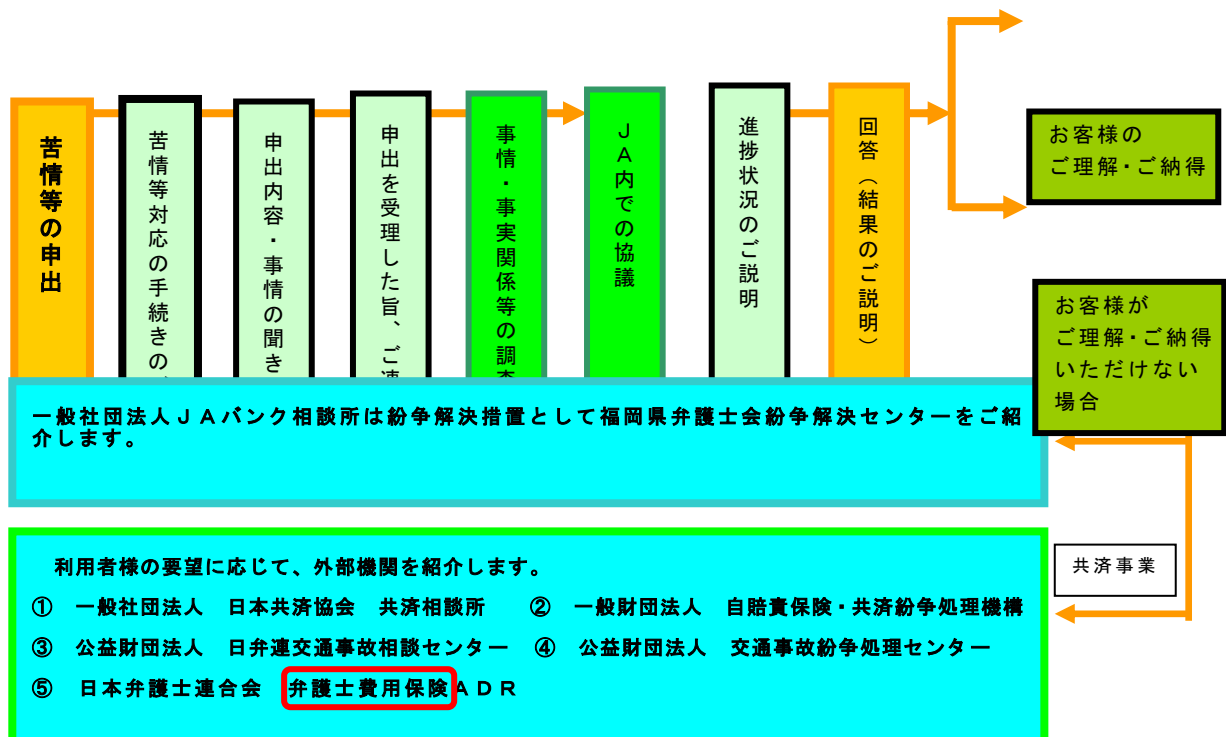 苦情等の申出
苦情等対応の手続きの
申出内容・事情の聞き
申出を受理した旨、ご連
事情・事実関係等の調査
ＪＡ内での協議
進捗状況のご説明
回答（結果のご説明）
お客様の
ご理解・ご納得
お客様が
ご理解・ご納得
いただけない
場合
一般社団法人ＪＡバンク相談所は紛争解決措置として福岡県弁護士会紛争解決センターをご紹
介します。
利用者様の要望に応じて、外部機関を紹介します。
共済事業
① 一般社団法人　日本共済協会　共済相談所　② 一般財団法人　自賠責保険・共済紛争処理機構
③ 公益財団法人　日弁連交通事故相談センター　④ 公益財団法人　交通事故紛争処理センター
⑤ 日本弁護士連合会　弁護士費用保険ＡＤＲ